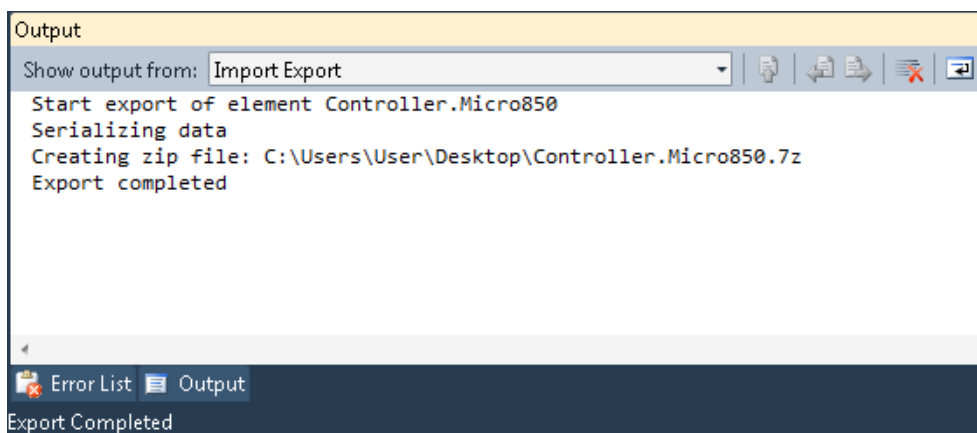 Output
Show output from: Import Export
Start export of element Controller.Micro850
Serializing data
Creating zip file: C:\Users\User\Desktop\Controller.Micro850.7z
Export completed
Error List Output
Export Completed